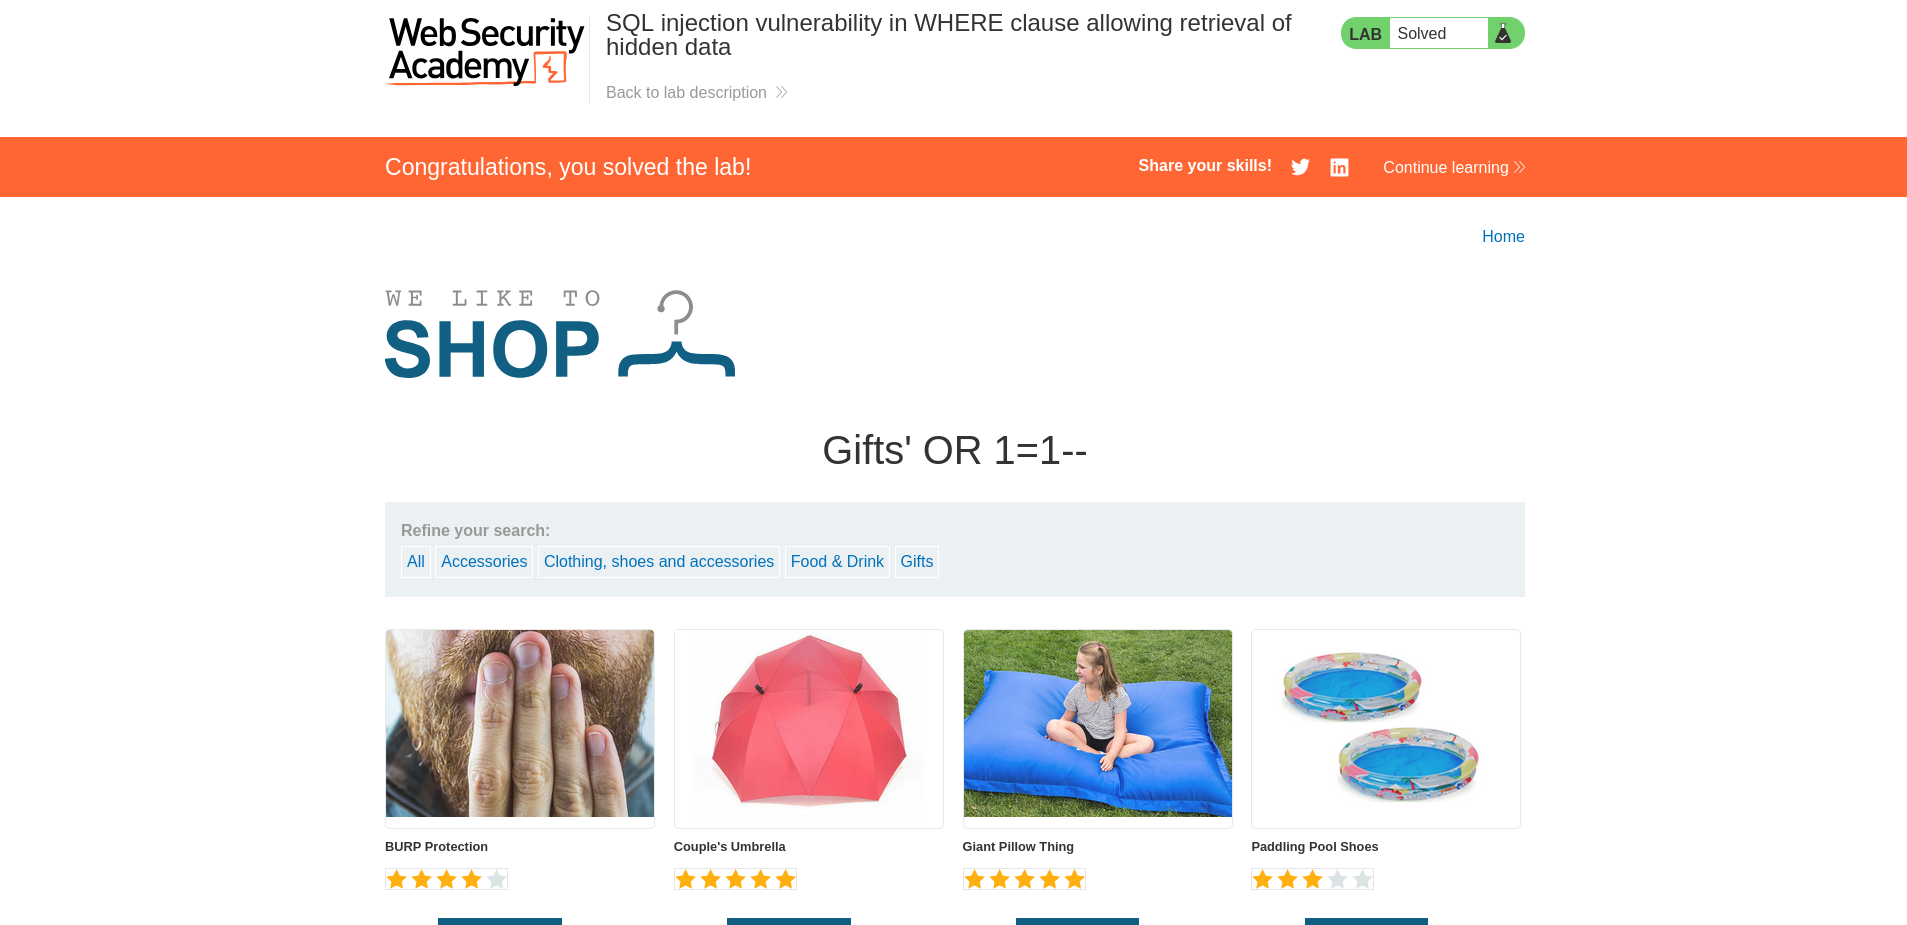 Web Security
Academy
SQL injection vulnerability in WHERE clause allowing retrieval of
hidden data
Back to lab description
LAB Solved
Congratulations, you solved the lab!
Share your skills!
Continue learning
Home
WE LIKE TO
SHOP
Gifts' OR 1=1--
Refine your search:
All Accessories Clothing, shoes and accessories Food & Drink Gifts
BURP Protection
Couple's Umbrella
Giant Pillow Thing
Paddling Pool Shoes